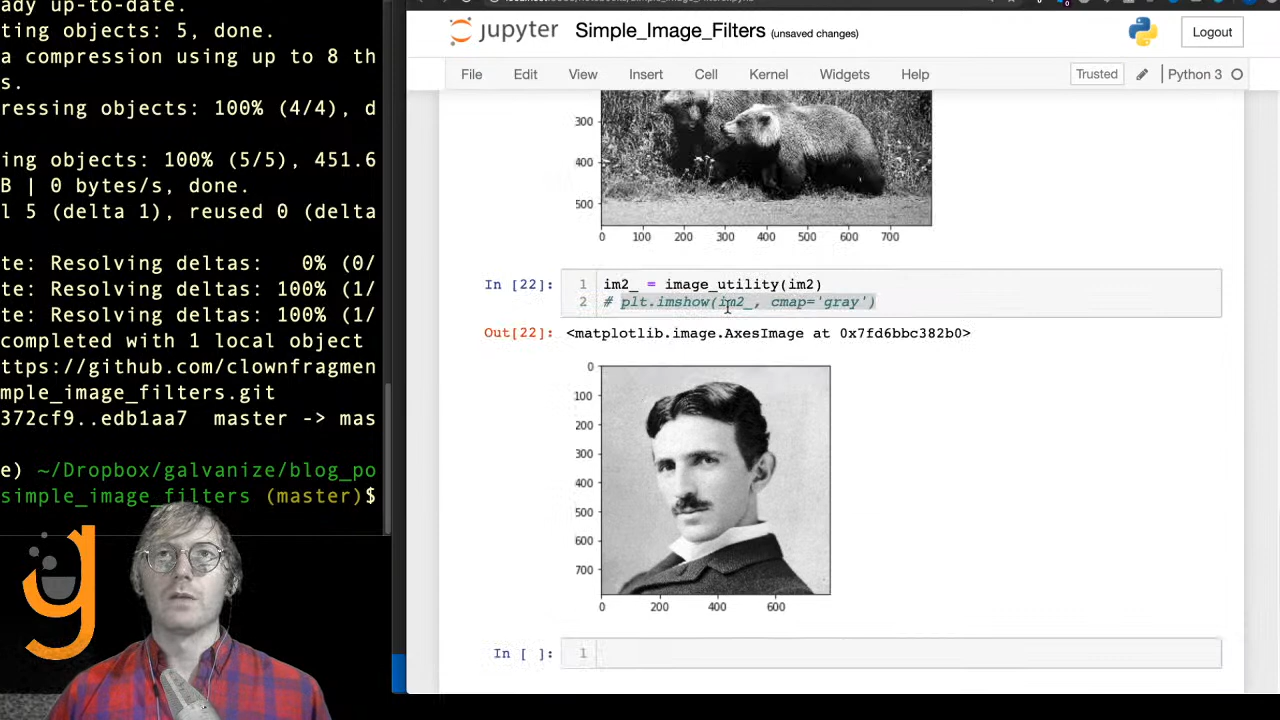 ady up-to-date.
ting objects: 5, done.
a compression using up to 8 th
s.
ressing objects: 100% (4/4), d
ing objects: 100% (5/5), 451.6
B | 0 bytes/s, done.
l 5 (delta 1), reused 0 (delta
te: Resolving deltas:   0% (0/
te: Resolving deltas: 100% (1/
te: Resolving deltas: 100% (1/
completed with 1 local object
ttps://github.com/clownfragmen
mple_image_filters.git
372cf9..edb1aa7  master -> mas
e) ~/Dropbox/galvanize/blog_po
simple_image_filters (master)$
g
jupyter Simple_Image_Filters (unsaved changes) Logout
File Edit View Insert Cell Kernel Widgets Help Trusted Python 3
300
400
500
0 100 200 300 400 500 600 700
In [22]: 1 im2_ = image_utility(im2)
2 # plt.imshow(im2_, cmap='gray')
Out[22]: <matplotlib.image.AxesImage at 0x7fd6bbc382b0>
0
100
200
300
400
500
600
700
0 200 400 600
In [ ]: 1